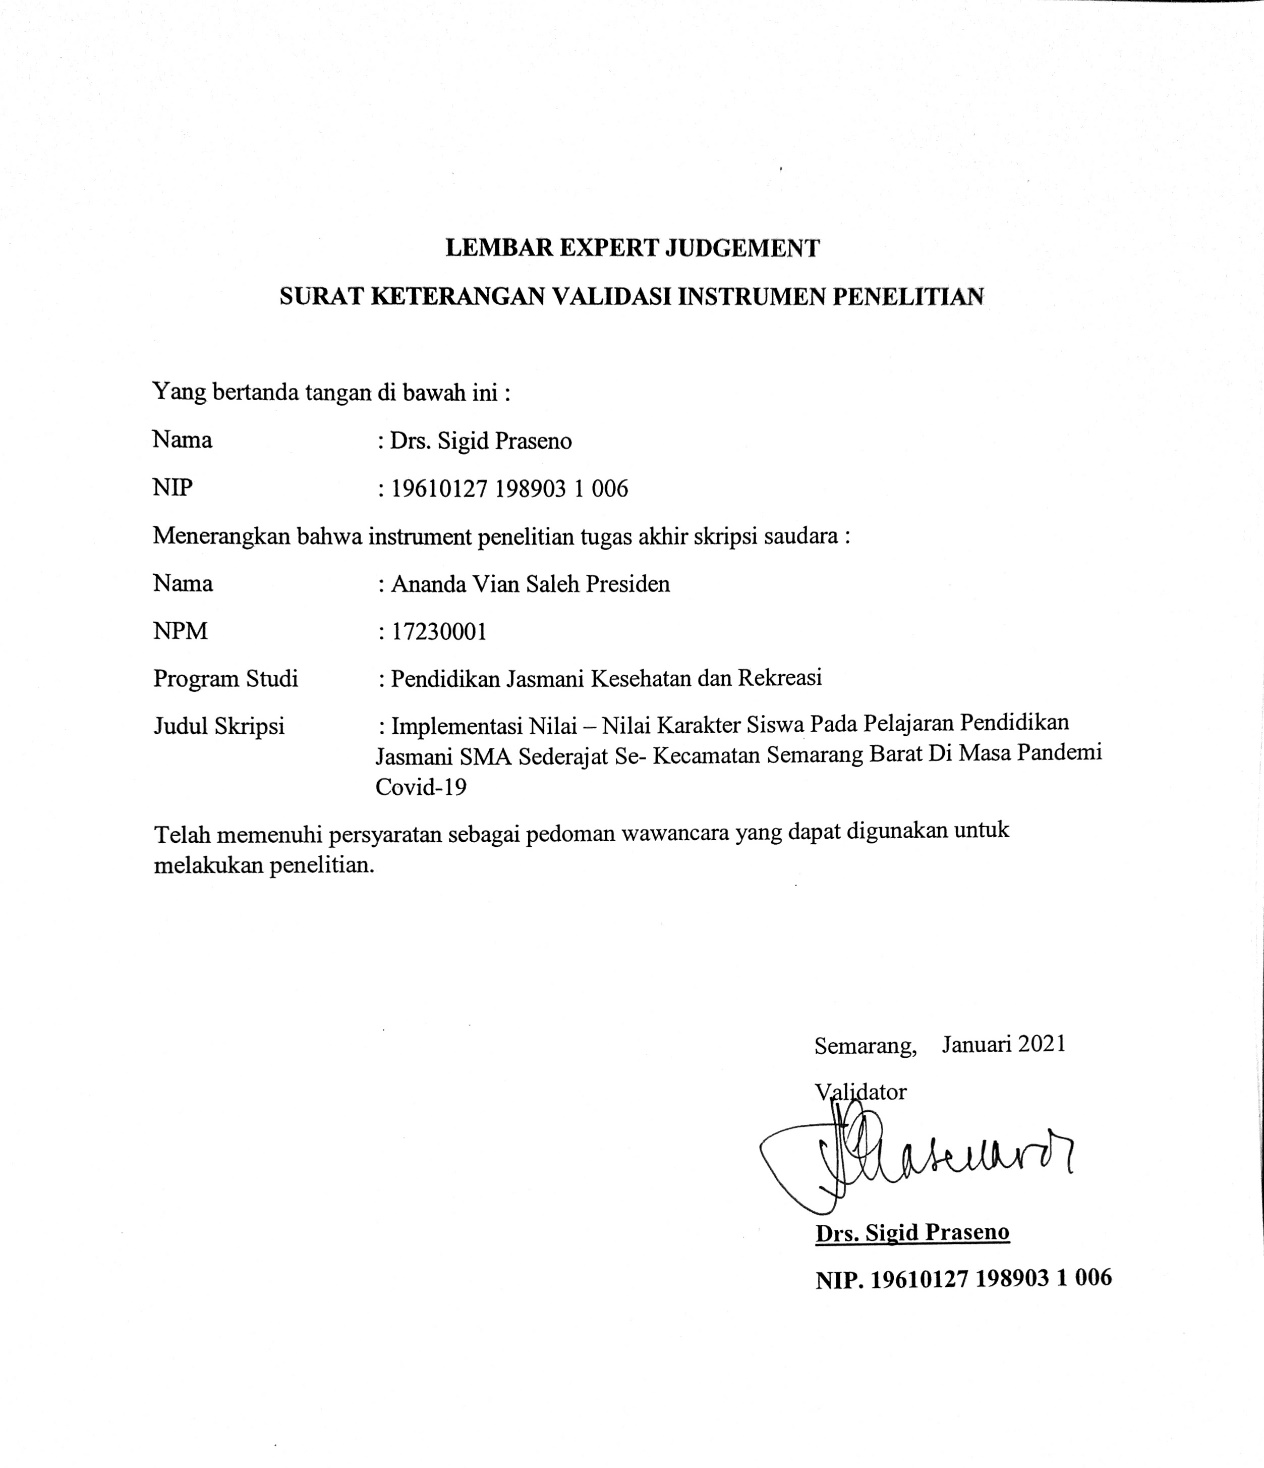 LEMBAR EXPERT JUDGEMENT
SURAT KETERANGAN VALIDASI INSTRUMEN PENELITIAN
Yang bertanda tangan di bawah ini :
Nama : Drs. Sigid Praseno
NIP : 19610127 198903 1 006
Menerangkan bahwa instrument penelitian tugas akhir skripsi saudara :
Nama : Ananda Vian Saleh Presiden
NPM : 17230001
Program Studi : Pendidikan Jasmani Kesehatan dan Rekreasi
Judul Skripsi : Implementasi Nilai – Nilai Karakter Siswa Pada Pelajaran Pendidikan
Jasmani SMA Sederajat Se- Kecamatan Semarang Barat Di Masa Pandemi
Covid-19
Telah memenuhi persyaratan sebagai pedoman wawancara yang dapat digunakan untuk
melakukan penelitian.
Semarang, Januari 2021
Validator
Drs. Sigid Praseno
NIP. 19610127 198903 1 006